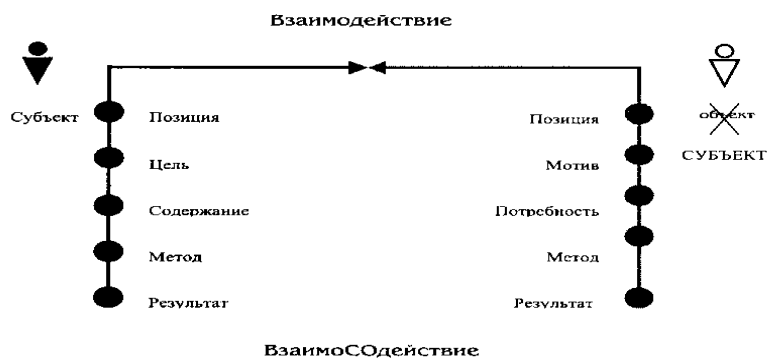 Взаимодействие
Субъект
Позиция
Цель
Содержание
Метод
Результат
Позиция
Мотив
Потребность
Метод
Результат
объект
СУБЪЕКТ
ВзаимоСОдействие